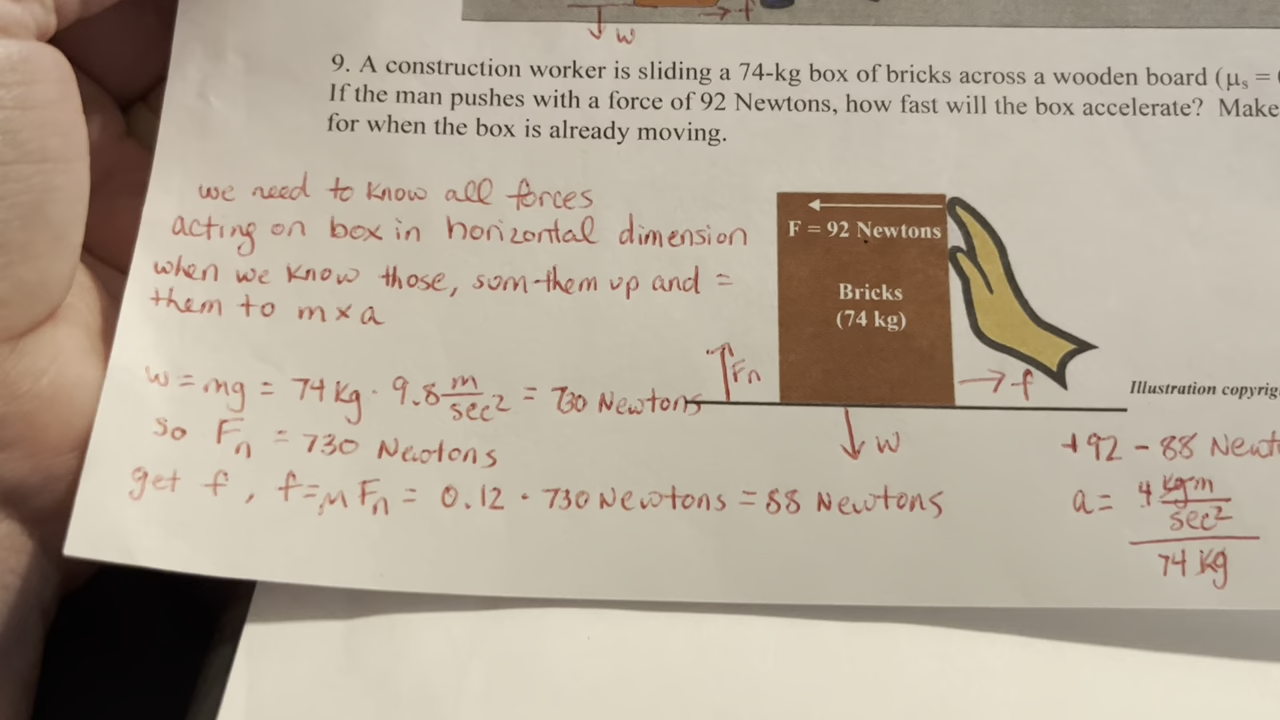 ↓ w → f
9. A construction worker is sliding a 74-kg box of bricks across a wooden board (μs =
If the man pushes with a force of 92 Newtons, how fast will the box accelerate? Make
for when the box is already moving.
we need to know all forces
acting on box in horizontal dimension
when we know those, som them up and =
them to m x a
F = 92 Newtons
Bricks
(74 kg)
Fn
→ f
Illustration copyrig
w = mg = 74 Kg · 9.8 m/sec² = 730 Newtons
↓ w
so Fn = 730 Newtons
get f, f = μ Fn = 0.12 · 730 Newtons = 88 Newtons
+92 - 88 Newt
a = 4 kg m/sec²
74 kg